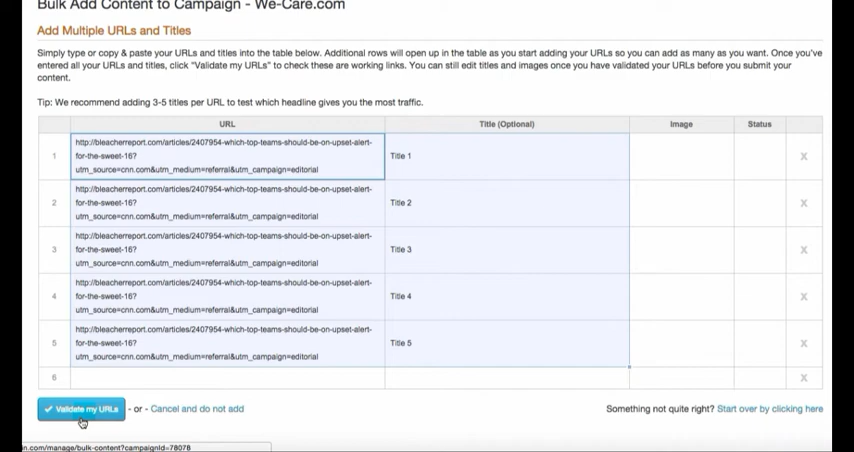 Bulk Add Content to Campaign - We-Care.com
Add Multiple URLs and Titles
Simply type or copy & paste your URLs and titles into the table below. Additional rows will open up in the table as you start adding your URLs so you can add as many as you want. Once you've
entered all your URLs and titles, click "Validate my URLs" to check these are working links. You can still edit titles and images once you have validated your URLs before you submit your
content.
Tip: We recommend adding 3-5 titles per URL to test which headline gives you the most traffic.
URL Title (Optional) Image Status
http://bleacherreport.com/articles/2407954-which-top-teams-should-be-on-upset-alert-
1 for-the-sweet-16? Title 1 X
utm_source=cnn.com&utm_medium=referral&utm_campaign=editorial
http://bleacherreport.com/articles/2407954-which-top-teams-should-be-on-upset-alert-
2 for-the-sweet-16? Title 2 X
utm_source=cnn.com&utm_medium=referral&utm_campaign=editorial
http://bleacherreport.com/articles/2407954-which-top-teams-should-be-on-upset-alert-
3 for-the-sweet-16? Title 3 X
utm_source=cnn.com&utm_medium=referral&utm_campaign=editorial
http://bleacherreport.com/articles/2407954-which-top-teams-should-be-on-upset-alert-
4 for-the-sweet-16? Title 4 X
utm_source=cnn.com&utm_medium=referral&utm_campaign=editorial
http://bleacherreport.com/articles/2407954-which-top-teams-should-be-on-upset-alert-
5 for-the-sweet-16? Title 5 X
utm_source=cnn.com&utm_medium=referral&utm_campaign=editorial
6 X
Validate my URLs - or - Cancel and do not add Something not quite right? Start over by clicking here
n.com/manage/bulk-content?campaignId=78078